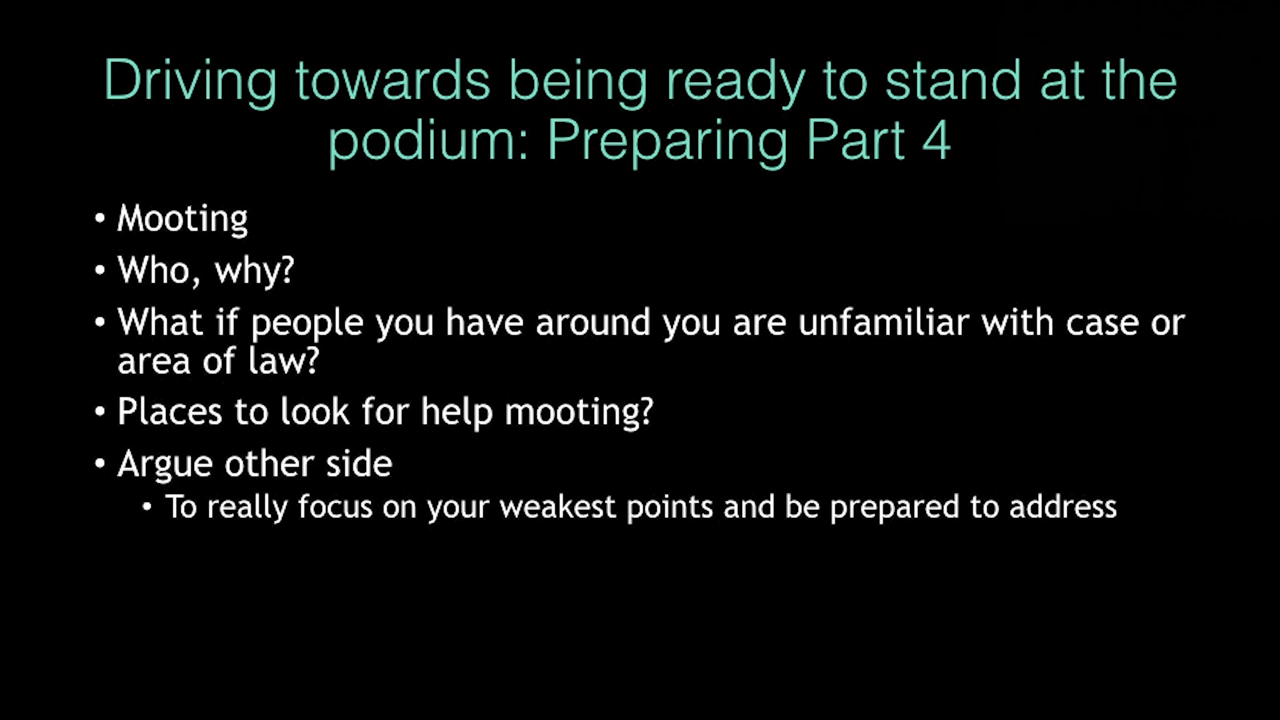 Driving towards being ready to stand at the
podium: Preparing Part 4
• Mooting
• Who, why?
• What if people you have around you are unfamiliar with case or
area of law?
• Places to look for help mooting?
• Argue other side
• To really focus on your weakest points and be prepared to address